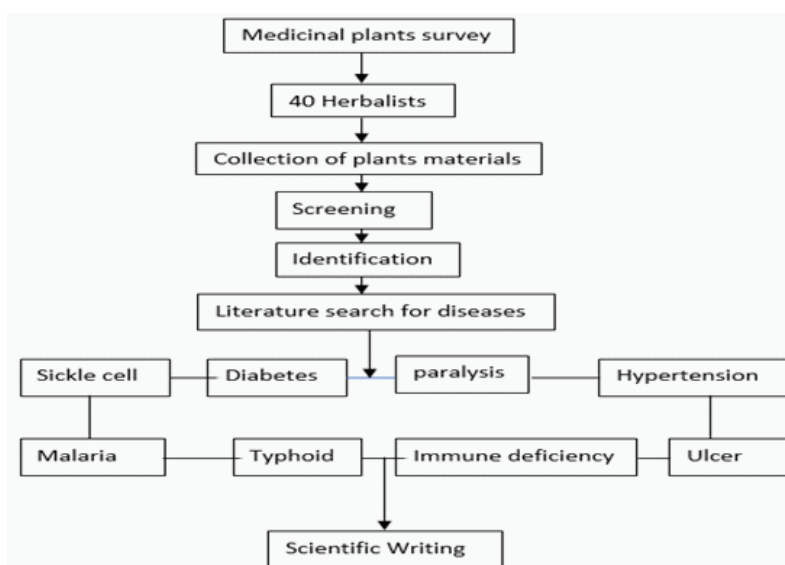 Medicinal plants survey
40 Herbalists
Collection of plants materials
Screening
Identification
Literature search for diseases
Sickle cell
Diabetes
paralysis
Hypertension
Malaria
Typhoid
Immune deficiency
Ulcer
Scientific Writing